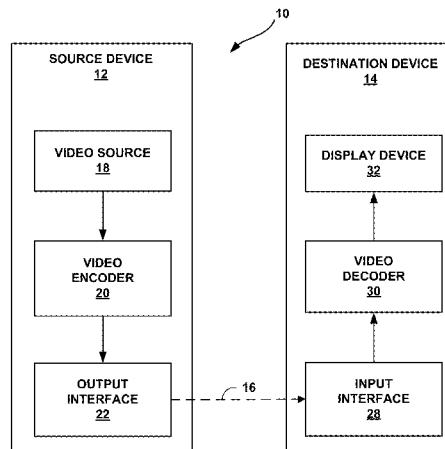 10
SOURCE DEVICE
12
VIDEO SOURCE
18
VIDEO
ENCODER
20
OUTPUT
INTERFACE
22
16
DESTINATION DEVICE
14
DISPLAY DEVICE
32
VIDEO
DECODER
30
INPUT
INTERFACE
28